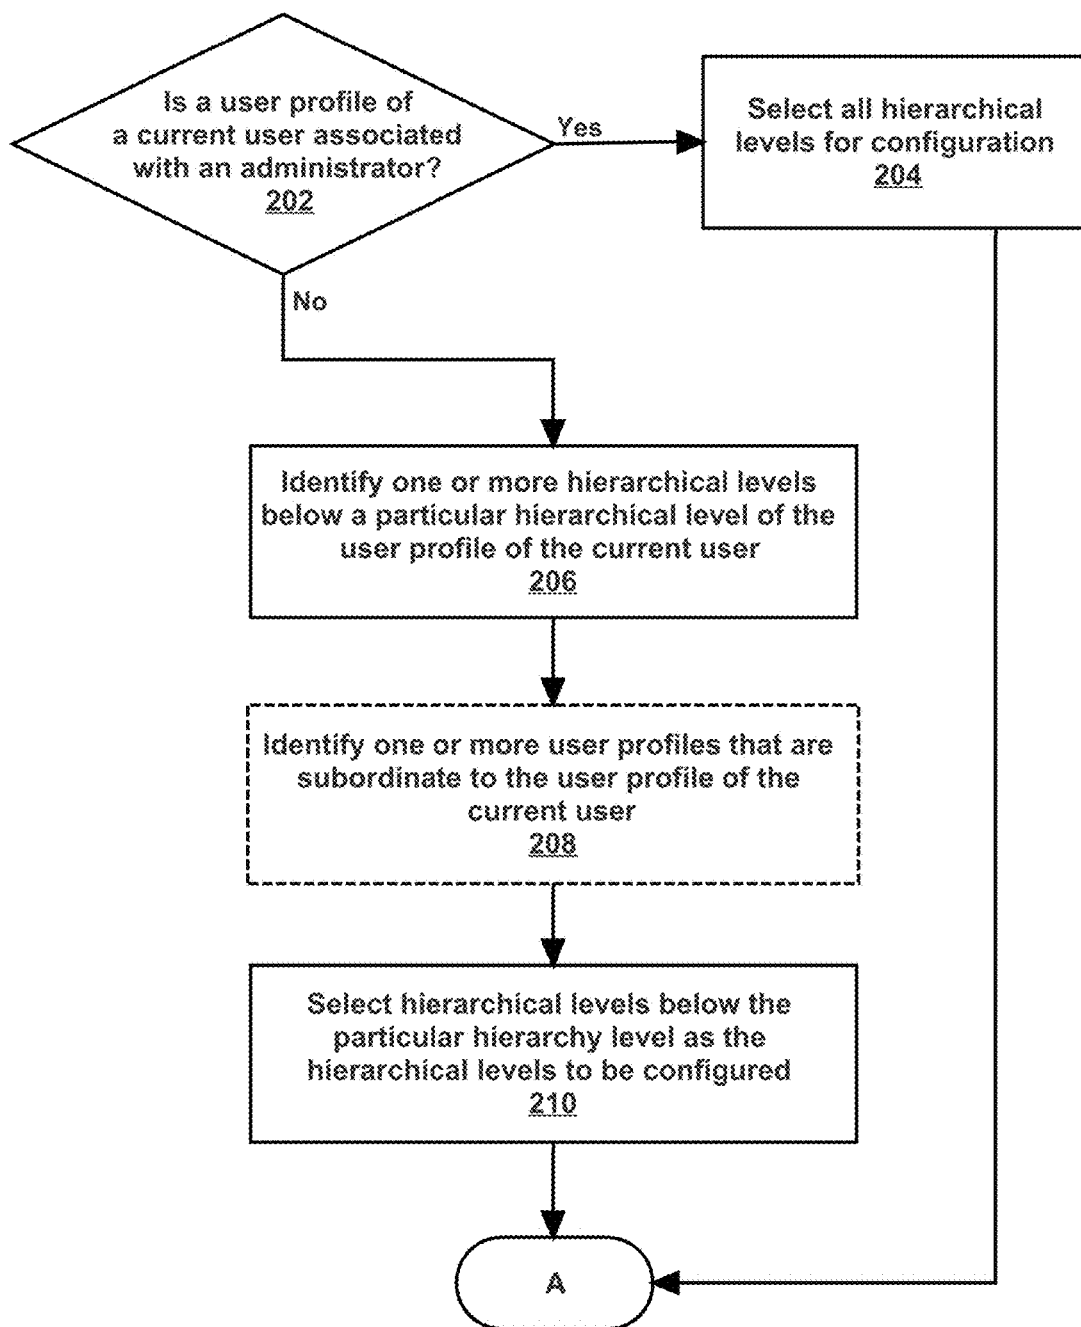 Is a user profile of
a current user associated
with an administrator?
202
Yes
Select all hierarchical
levels for configuration
204
No
Identify one or more hierarchical levels
below a particular hierarchical level of the
user profile of the current user
206
Identify one or more user profiles that are
subordinate to the user profile of the
current user
208
Select hierarchical levels below the
particular hierarchy level as the
hierarchical levels to be configured
210
A